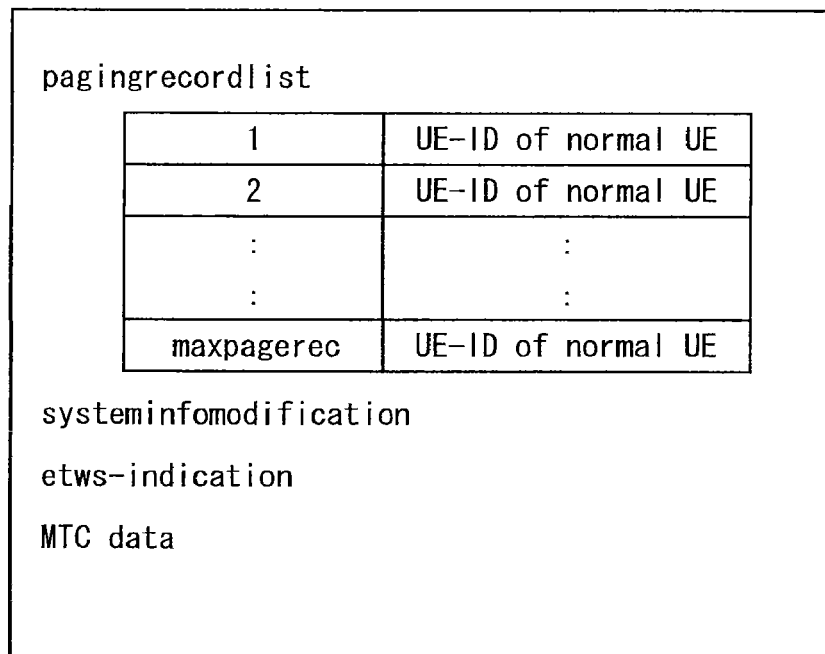 pagingrecordlist
1 UE-ID of normal UE
2 UE-ID of normal UE
: :
: :
maxpagerec UE-ID of normal UE
systeminfomodification
etws-indication
MTC data